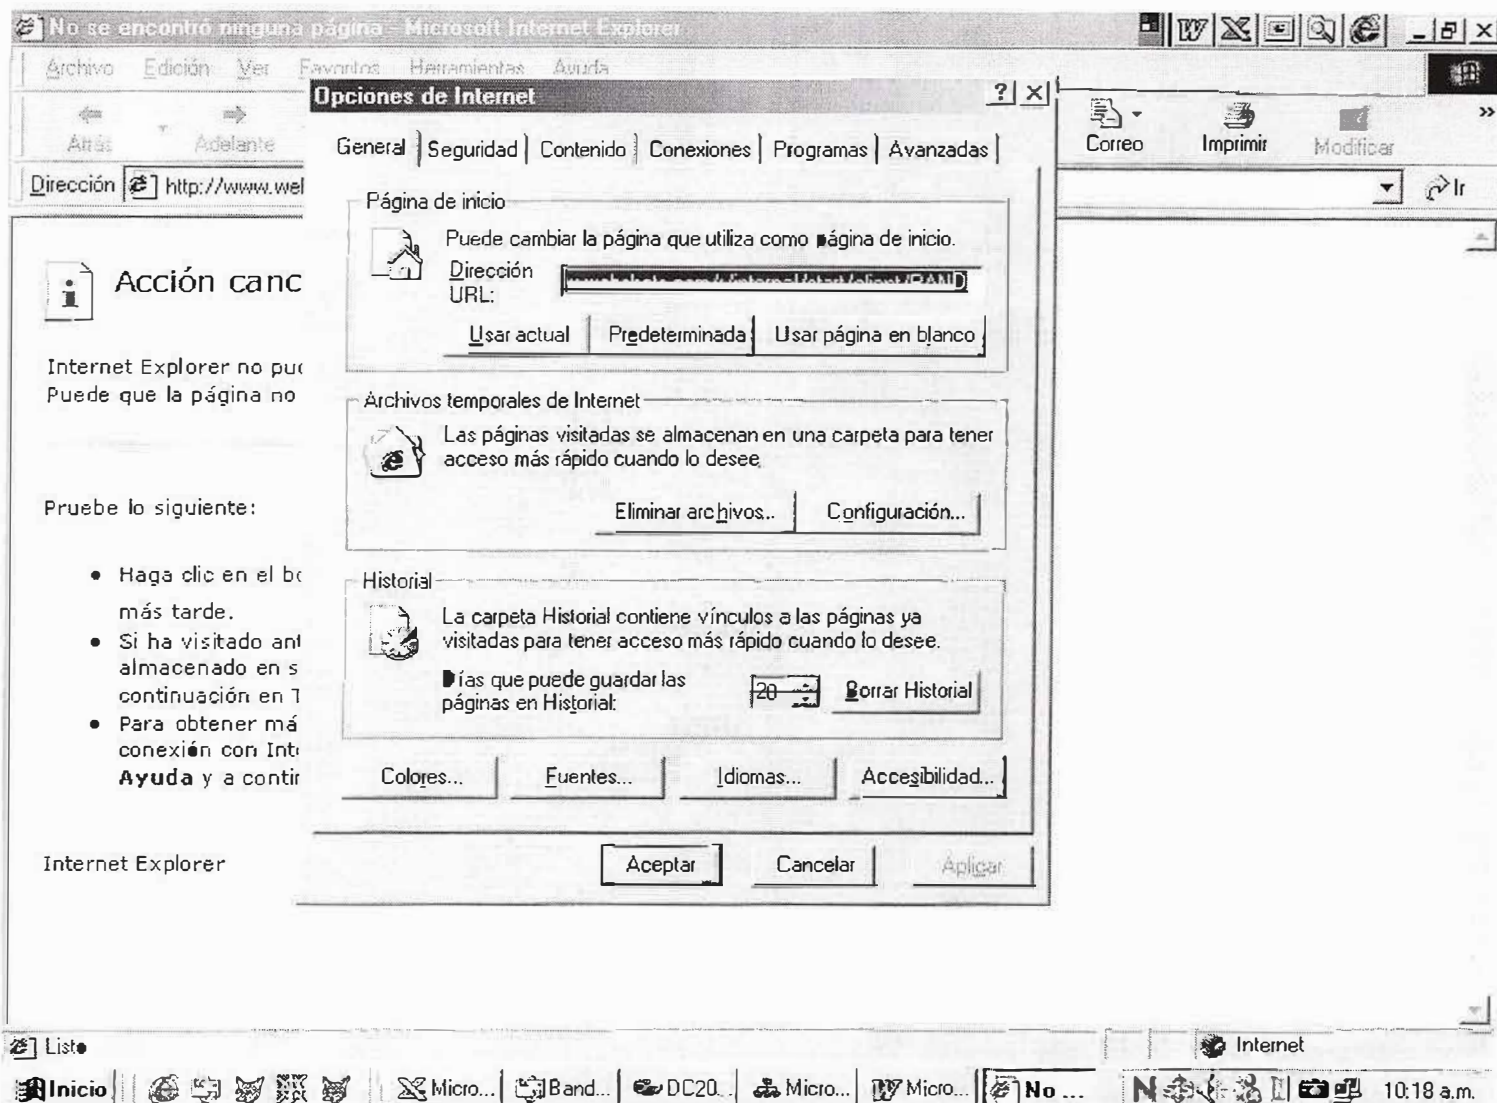 No se encontró ninguna página - Microsoft Internet Explorer
Archivo Edición Ver Favoritos Herramientas Ayuda
Atrás Adelante Correo Imprimir Modificar »
Dirección http://www.wel Ir
Opciones de Internet
General Seguridad Contenido Conexiones Programas Avanzadas
Página de inicio
Puede cambiar la página que utiliza como página de inicio.
Dirección
URL:
Usar actual Predeterminada Usar página en blanco
Archivos temporales de Internet
Las páginas visitadas se almacenan en una carpeta para tener
acceso más rápido cuando lo desee.
Eliminar archivos... Configuración...
Historial
La carpeta Historial contiene vínculos a las páginas ya
visitadas para tener acceso más rápido cuando lo desee.
Días que puede guardar las
páginas en Historial: 20 Borrar Historial
Colores... Fuentes... Idiomas... Accesibilidad...
Aceptar Cancelar Aplicar
Acción canc
Internet Explorer no puc
Puede que la página no
Pruebe lo siguiente:
• Haga clic en el bo
más tarde.
• Si ha visitado ant
almacenado en s
continuación en T
• Para obtener má
conexión con Int
Ayuda y a contin
Internet Explorer
Listo Internet
Inicio Micro... Band... DC20... Micro... Micro... No ... 10:18 a.m.